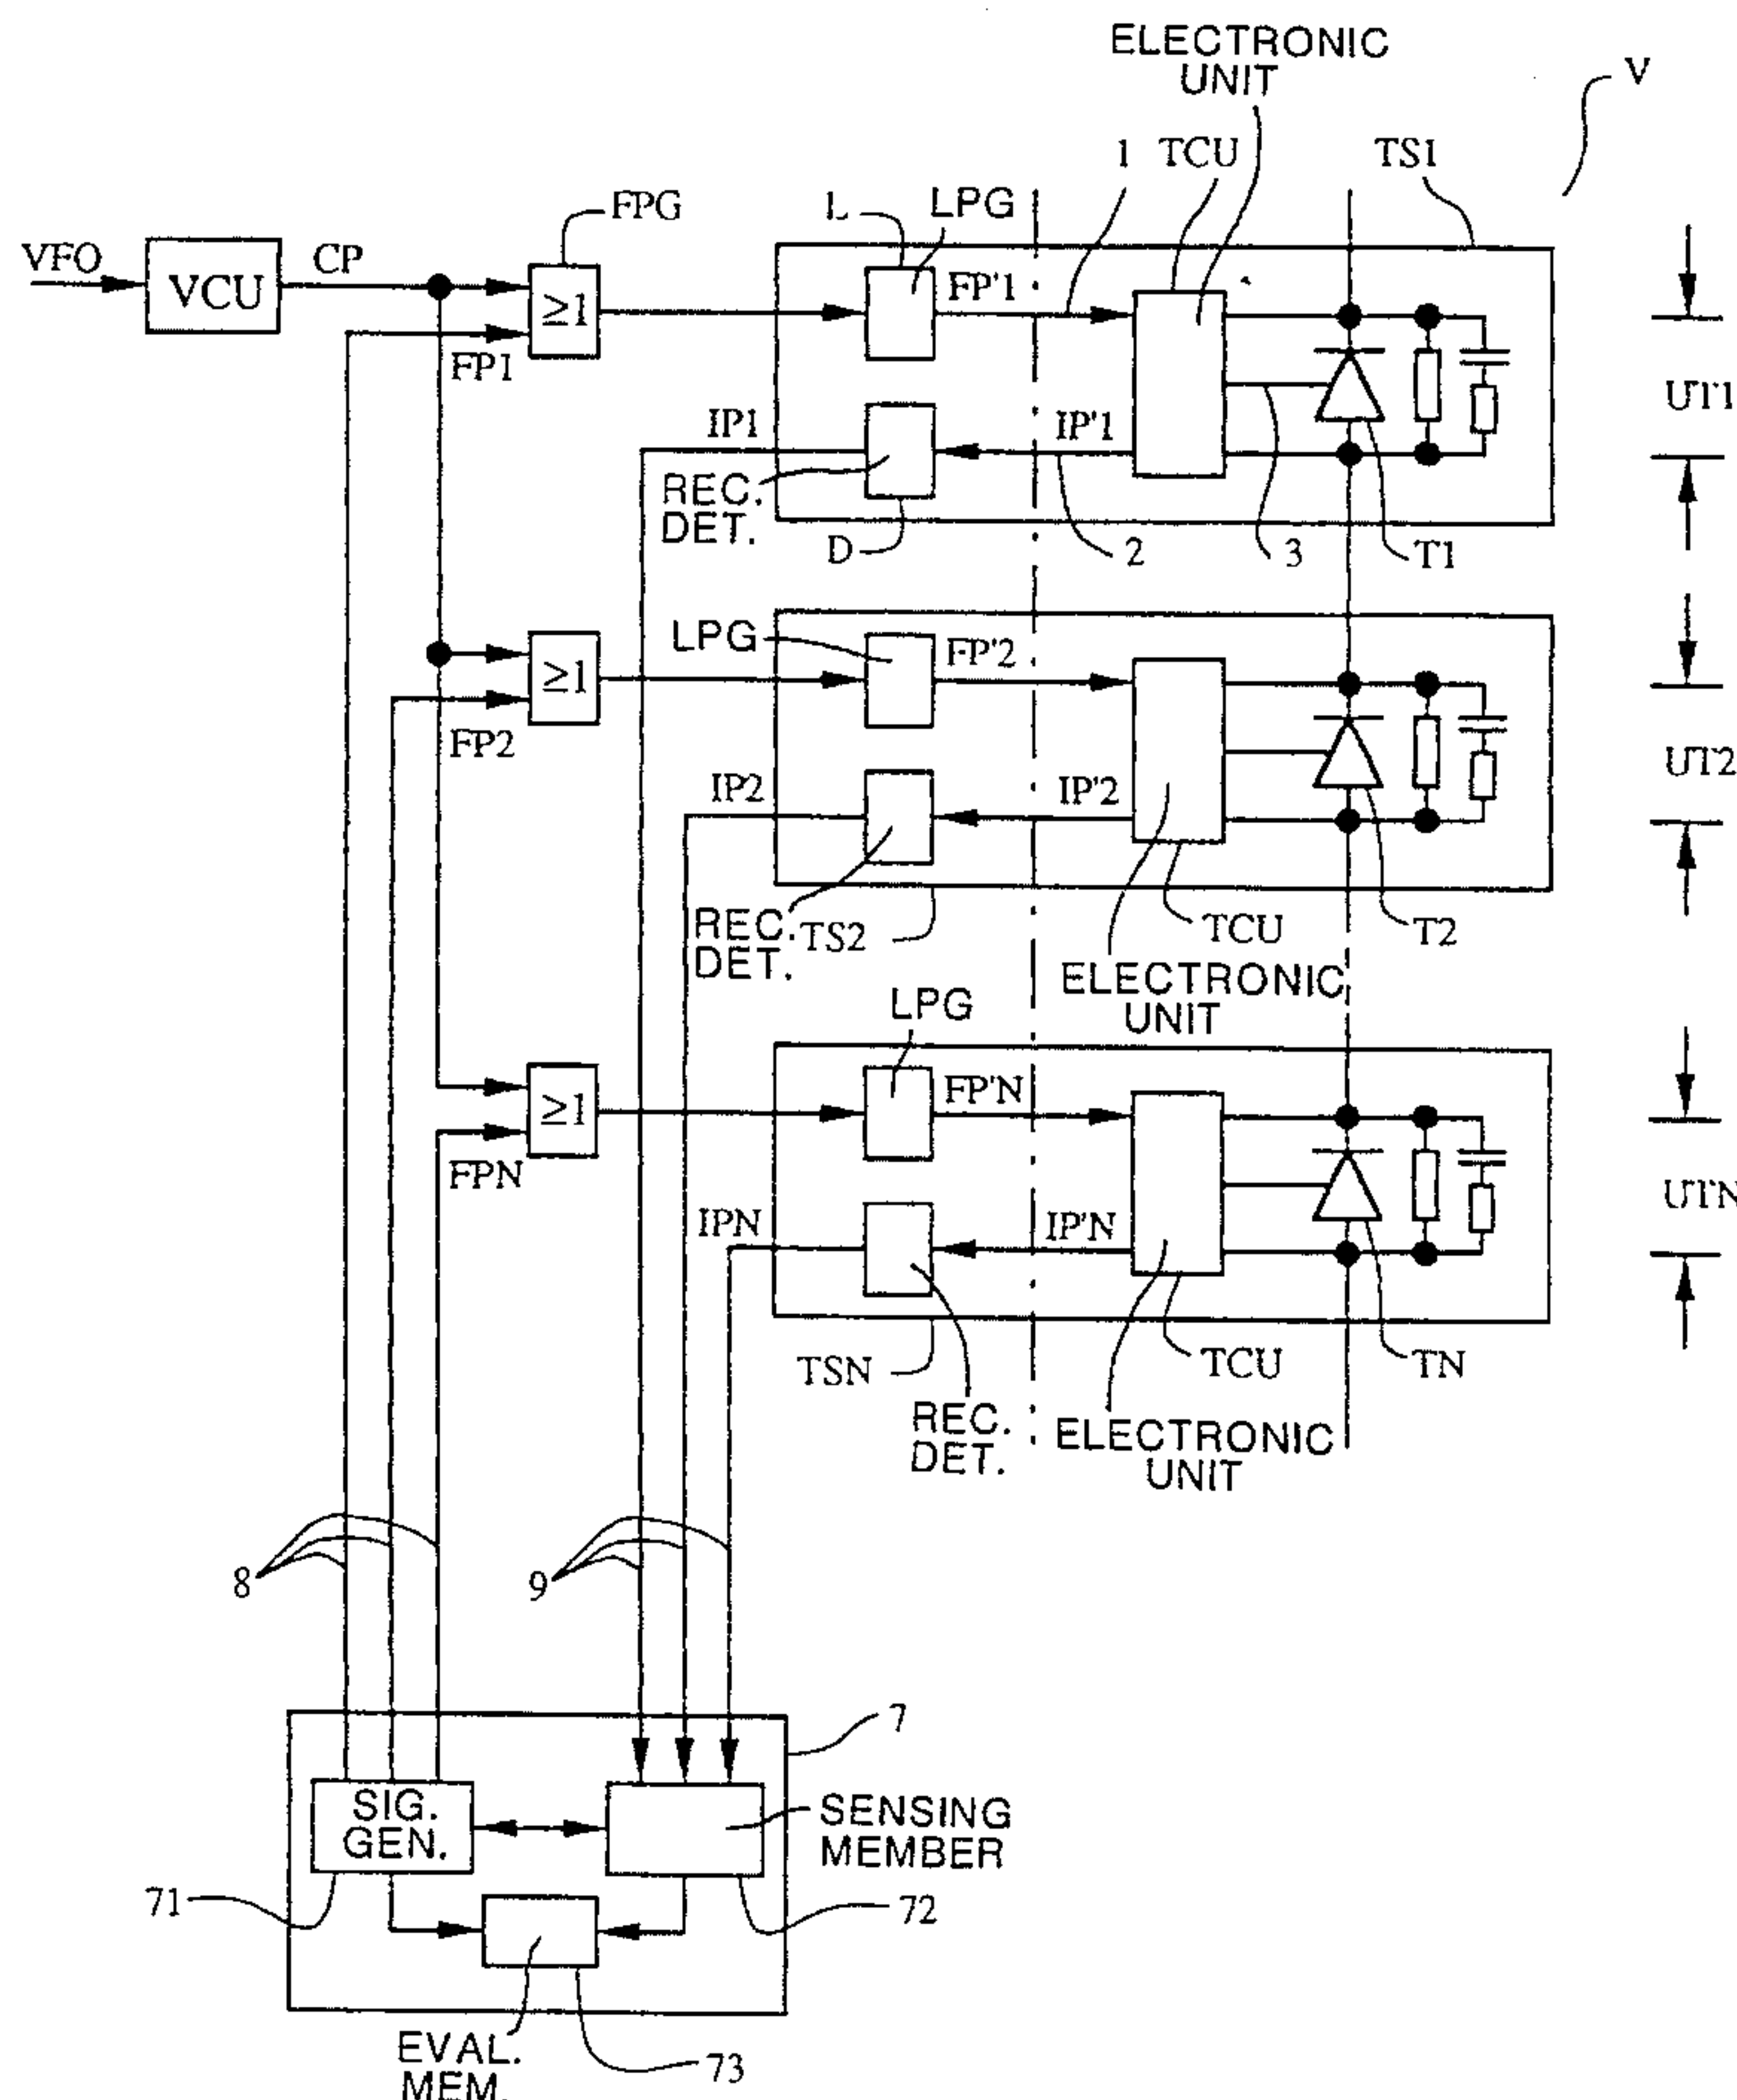 ELECTRONIC
UNIT
V
1
TCU
TS1
FPG
L
LPG
VFO
VCU
CP
≥1
FP'1
FP1
UT1
IP1
IP'1
REC.
DET.
D
2
3
T1
LPG
FP'2
≥1
FP2
UT2
IP2
IP'2
REC.
DET.
TS2
TCU
T2
ELECTRONIC
UNIT
LPG
FP'N
≥1
FPN
UTN
IPN
IP'N
TSN
TCU
TN
REC.
DET.
ELECTRONIC
UNIT
8
9
7
SIG.
GEN.
SENSING
MEMBER
71
72
EVAL.
MEM.
73